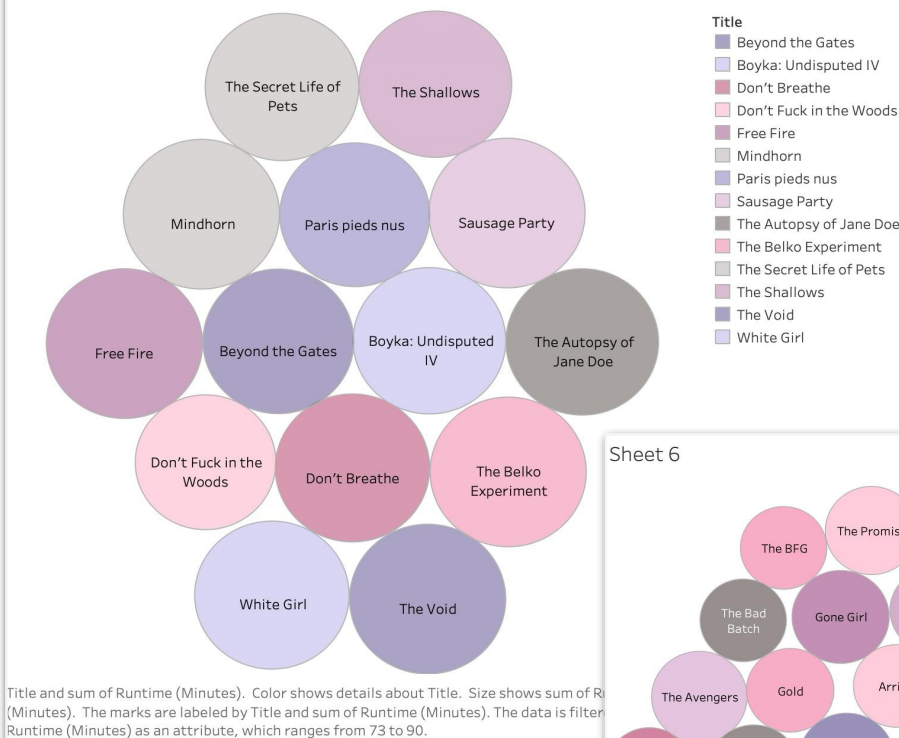 The Secret Life of
Pets
The Shallows
Mindhorn
Paris pieds nus
Sausage Party
Free Fire
Beyond the Gates
Boyka: Undisputed
IV
The Autopsy of
Jane Doe
Don't Fuck in the
Woods
Don't Breathe
The Belko
Experiment
White Girl
The Void
Title and sum of Runtime (Minutes). Color shows details about Title. Size shows sum of
(Minutes). The marks are labeled by Title and sum of Runtime (Minutes). The data is
Runtime (Minutes) as an attribute, which ranges from 73 to 90.
Title
Beyond the Gates
Boyka: Undisputed IV
Don't Breathe
Don't Fuck in the Woods
Free Fire
Mindhorn
Paris pieds nus
Sausage Party
The Autopsy of Jane Doe
The Belko Experiment
The Secret Life of Pets
The Shallows
The Void
White Girl
Sheet 6
The BFG
The
The Bad
Batch
Gone Girl
The Avengers
Gold